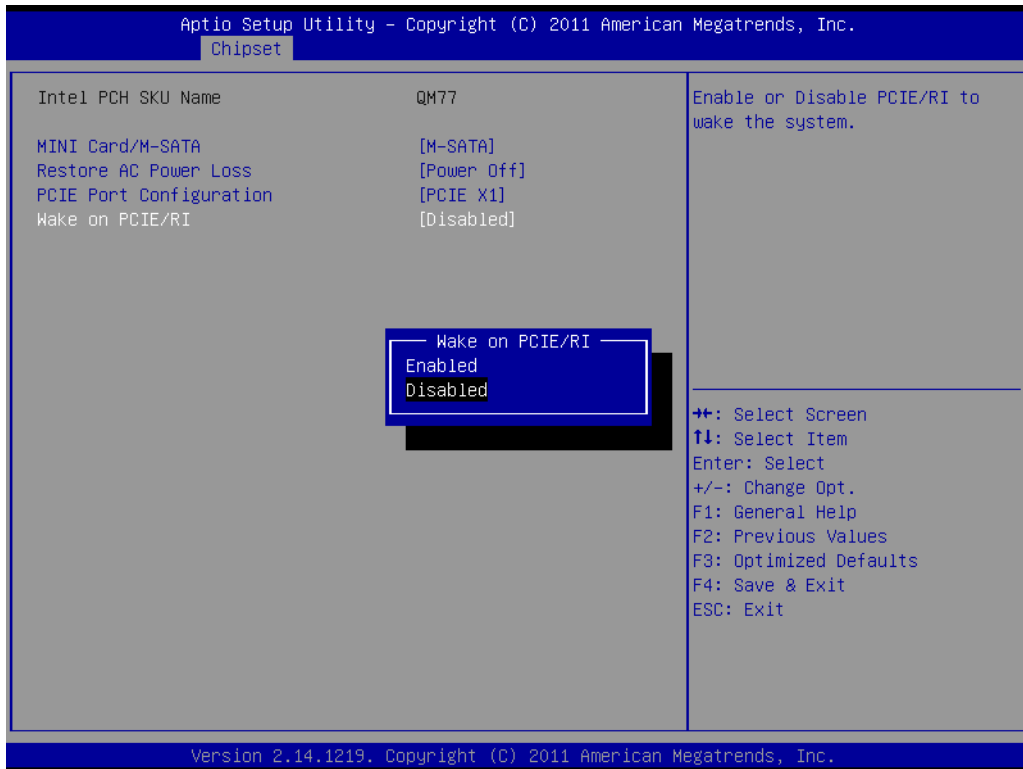 Aptio Setup Utility – Copyright (C) 2011 American Megatrends, Inc.
Chipset
Intel PCH SKU Name QM77
MINI Card/M-SATA [M-SATA]
Restore AC Power Loss [Power Off]
PCIE Port Configuration [PCIE X1]
Wake on PCIE/RI [Disabled]
Wake on PCIE/RI
Enabled
Disabled
Enable or Disable PCIE/RI to
wake the system.
→←: Select Screen
↑↓: Select Item
Enter: Select
+/-: Change Opt.
F1: General Help
F2: Previous Values
F3: Optimized Defaults
F4: Save & Exit
ESC: Exit
Version 2.14.1219. Copyright (C) 2011 American Megatrends, Inc.